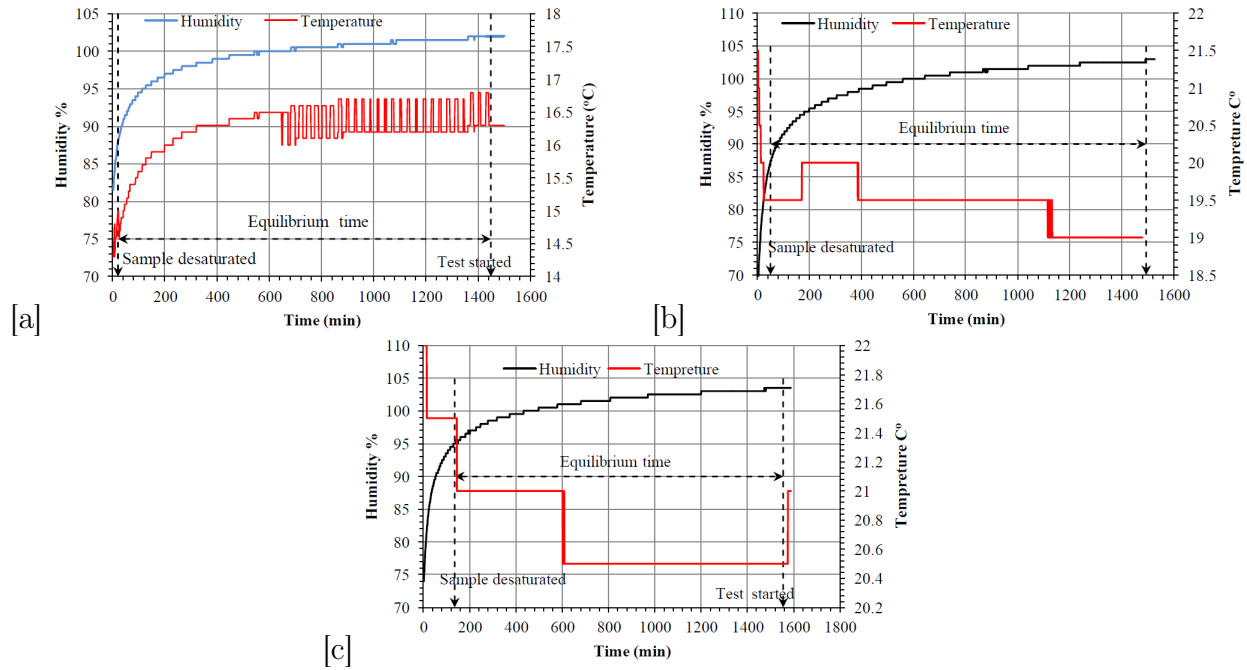 Humidity Temperature
110
105
100
95
90
85
80
75
70
Humidity %
18
17.5
17
16.5
16
15.5
15
14.5
14
Temperature (°C)
Equilibrium time
Sample desaturated
Test started
0 200 400 600 800 1000 1200 1400 1600
Time (min)
[a]
Humidity Temperature
110
105
100
95
90
85
80
75
70
Humidity %
22
21.5
21
20.5
20
19.5
19
18.5
Temperature Cº
Equilibrium time
Sample desaturated
0 200 400 600 800 1000 1200 1400 1600
Time (min)
[b]
Humidity Tempreture
110
105
100
95
90
85
80
75
70
Humidity %
22
21.8
21.6
21.4
21.2
21
20.8
20.6
20.4
20.2
Tempreture Cº
Equilibrium time
Sample desaturated
Test started
0 200 400 600 800 1000 1200 1400 1600 1800
Time (min)
[c]